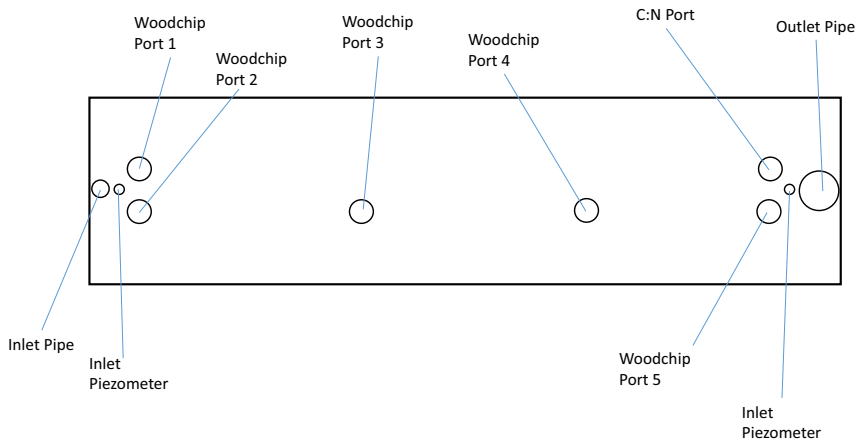 Woodchip
Port 1
Woodchip
Port 2
Woodchip
Port 3
Woodchip
Port 4
C:N Port
Outlet Pipe
Inlet Pipe
Inlet
Piezometer
Woodchip
Port 5
Inlet
Piezometer